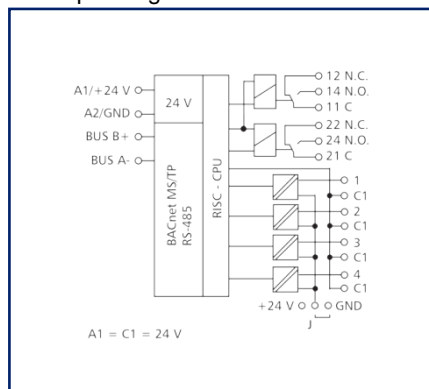 A1/+24 V
A2/GND
BUS B+
BUS A-
24 V
BACnet MS/TP
RS-485
RISC - CPU
12 N.C.
14 N.O.
11 C
22 N.C.
24 N.O.
21 C
1
C1
2
C1
3
C1
4
C1
+24 V
GND
J
A1 = C1 = 24 V